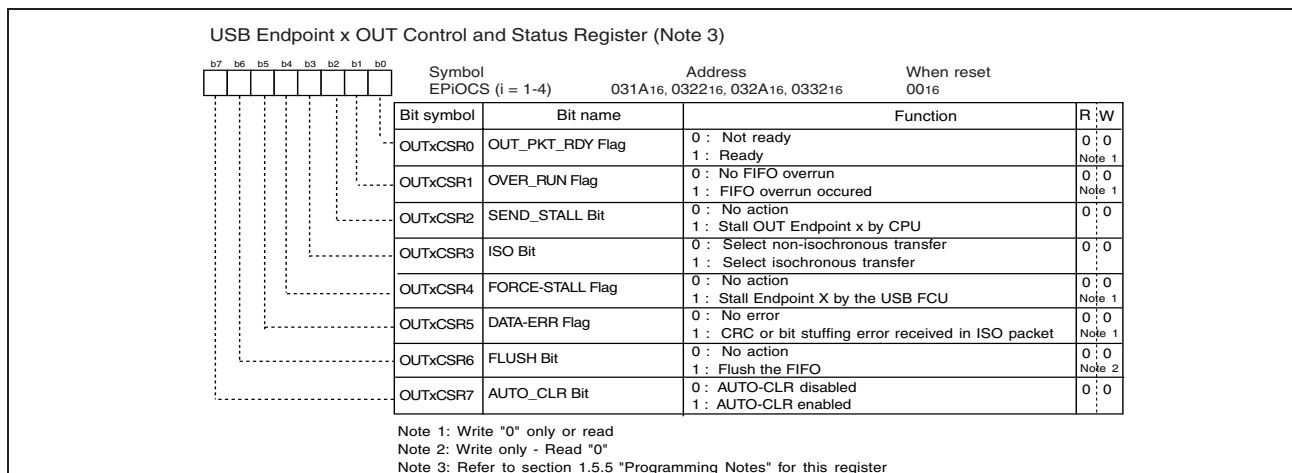 USB Endpoint x OUT Control and Status Register (Note 3)
b7 b6 b5 b4 b3 b2 b1 b0
Symbol Address When reset
EPiOCS (i = 1-4) 031A16, 032216, 032A16, 033216 0016
Bit symbol Bit name Function R W
OUTxCSR0 OUT_PKT_RDY Flag 0 : Not ready 0 0
1 : Ready Note 1
OUTxCSR1 OVER_RUN Flag 0 : No FIFO overrun 0 0
1 : FIFO overrun occured Note 1
OUTxCSR2 SEND_STALL Bit 0 : No action 0 0
1 : Stall OUT Endpoint x by CPU
OUTxCSR3 ISO Bit 0 : Select non-isochronous transfer 0 0
1 : Select isochronous transfer
OUTxCSR4 FORCE-STALL Flag 0 : No action 0 0
1 : Stall Endpoint X by the USB FCU Note 1
OUTxCSR5 DATA-ERR Flag 0 : No error 0 0
1 : CRC or bit stuffing error received in ISO packet Note 1
OUTxCSR6 FLUSH Bit 0 : No action 0 0
1 : Flush the FIFO Note 2
OUTxCSR7 AUTO_CLR Bit 0 : AUTO-CLR disabled 0 0
1 : AUTO-CLR enabled
Note 1: Write "0" only or read
Note 2: Write only - Read "0"
Note 3: Refer to section 1.5.5 "Programming Notes" for this register